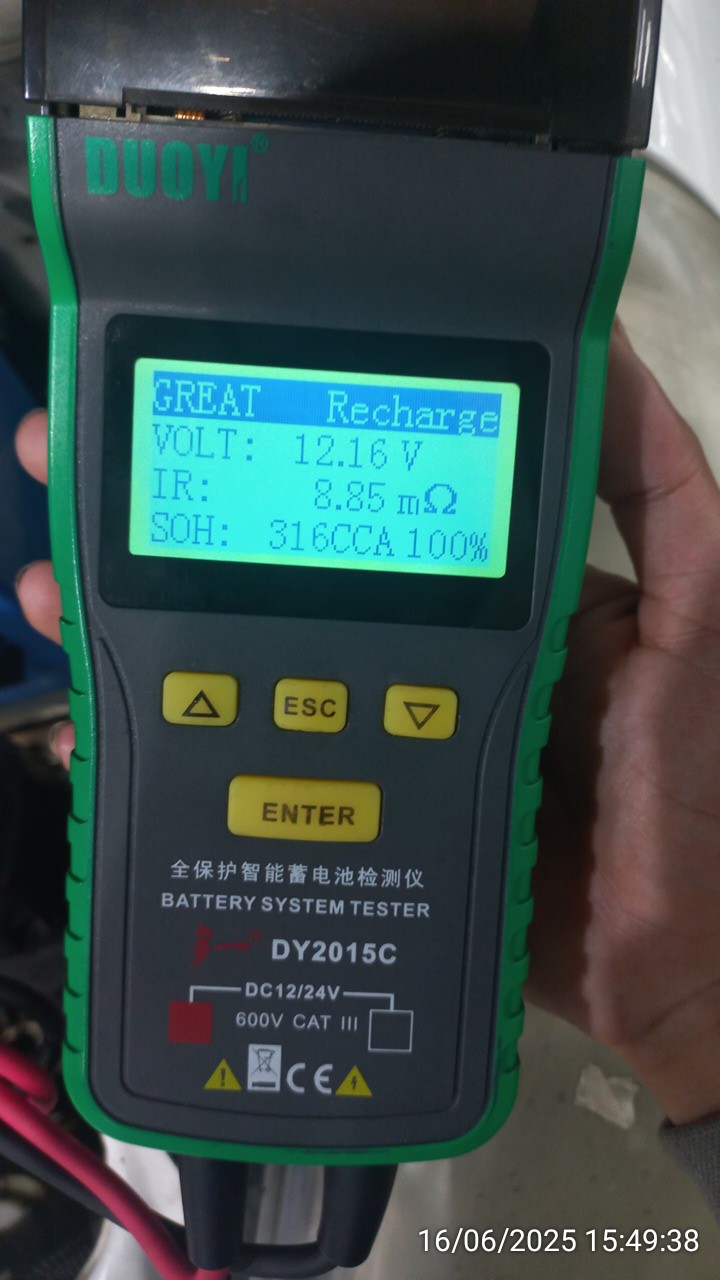 DUOYI®
GREAT Recharge
VOLT: 12.16 V
IR: 8.85 mΩ
SOH: 316CCA 100%
ESC
ENTER
全保护智能蓄电池检测仪
BATTERY SYSTEM TESTER
多一® DY2015C
DC12/24V
600V CAT III
CE
16/06/2025 15:49:38